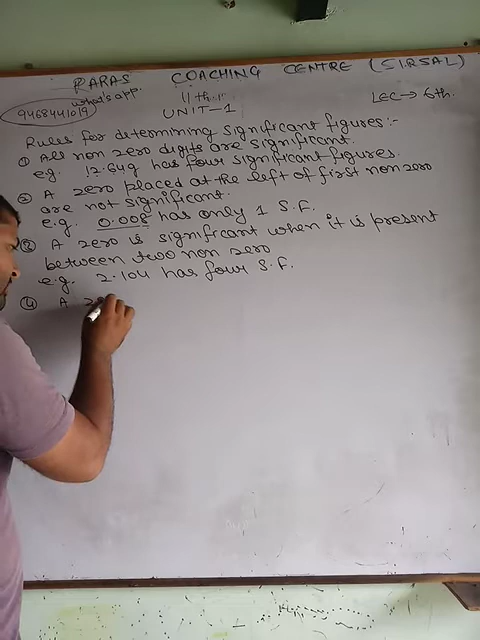 PARAS COACHING CENTRE (SIRSAL)
what's app. 11th
9468441019 UNIT-1 LEC → 6th.
Rules for determining significant figures:-
① All non zero digits are significant.
eg. 12.649 has four significant figures.
② A zero placed at the left of first non zero
are not significant.
e.g. 0.008 has only 1 S.F.
③ A zero is significant when it is present
between two non zero
e.g. 2.104 has four S.F.
④ A ze